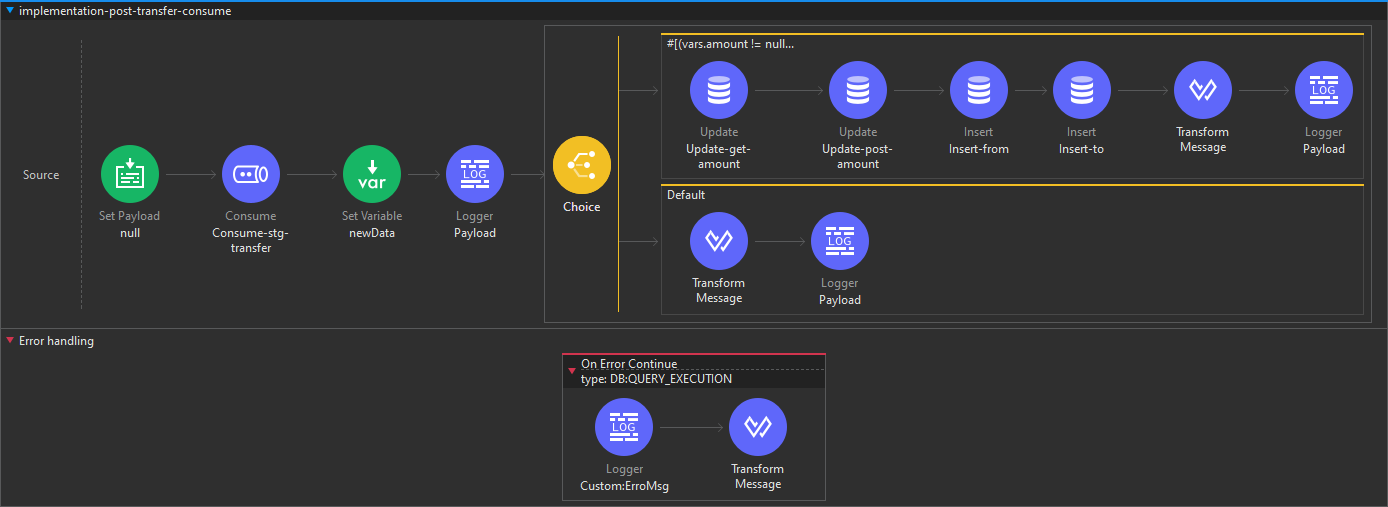 implementation-post-transfer-consume
Source
Set Payload
null
Consume
Consume-stg-
transfer
var
Set Variable
newData
LOG
Logger
Payload
Choice
#[(vars.amount != null...
Update
Update-get-
amount
Update
Update-post-
amount
Insert
Insert-from
Insert
Insert-to
Transform
Message
LOG
Logger
Payload
Default
Transform
Message
LOG
Logger
Payload
Error handling
On Error Continue
type: DB:QUERY_EXECUTION
LOG
Logger
Custom:ErroMsg
Transform
Message